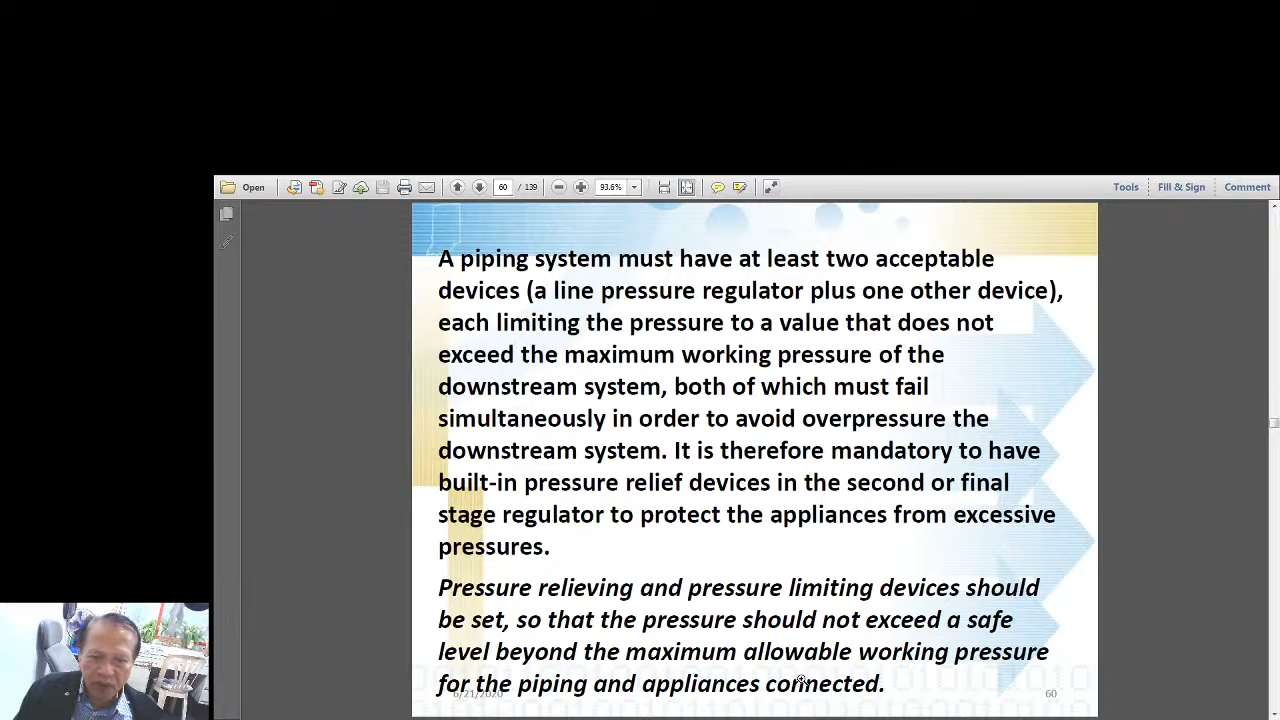 Open
60
/ 139
93.6%
Tools
Fill & Sign
Comment
A piping system must have at least two acceptable
devices (a line pressure regulator plus one other device),
each limiting the pressure to a value that does not
exceed the maximum working pressure of the
downstream system, both of which must fail
simultaneously in order to avoid overpressure the
downstream system. It is therefore mandatory to have
built-in pressure relief devices in the second or final
stage regulator to protect the appliances from excessive
pressures.
Pressure relieving and pressure limiting devices should
be set, so that the pressure should not exceed a safe
level beyond the maximum allowable working pressure
for the piping and appliances connected.
6/21/2020
60